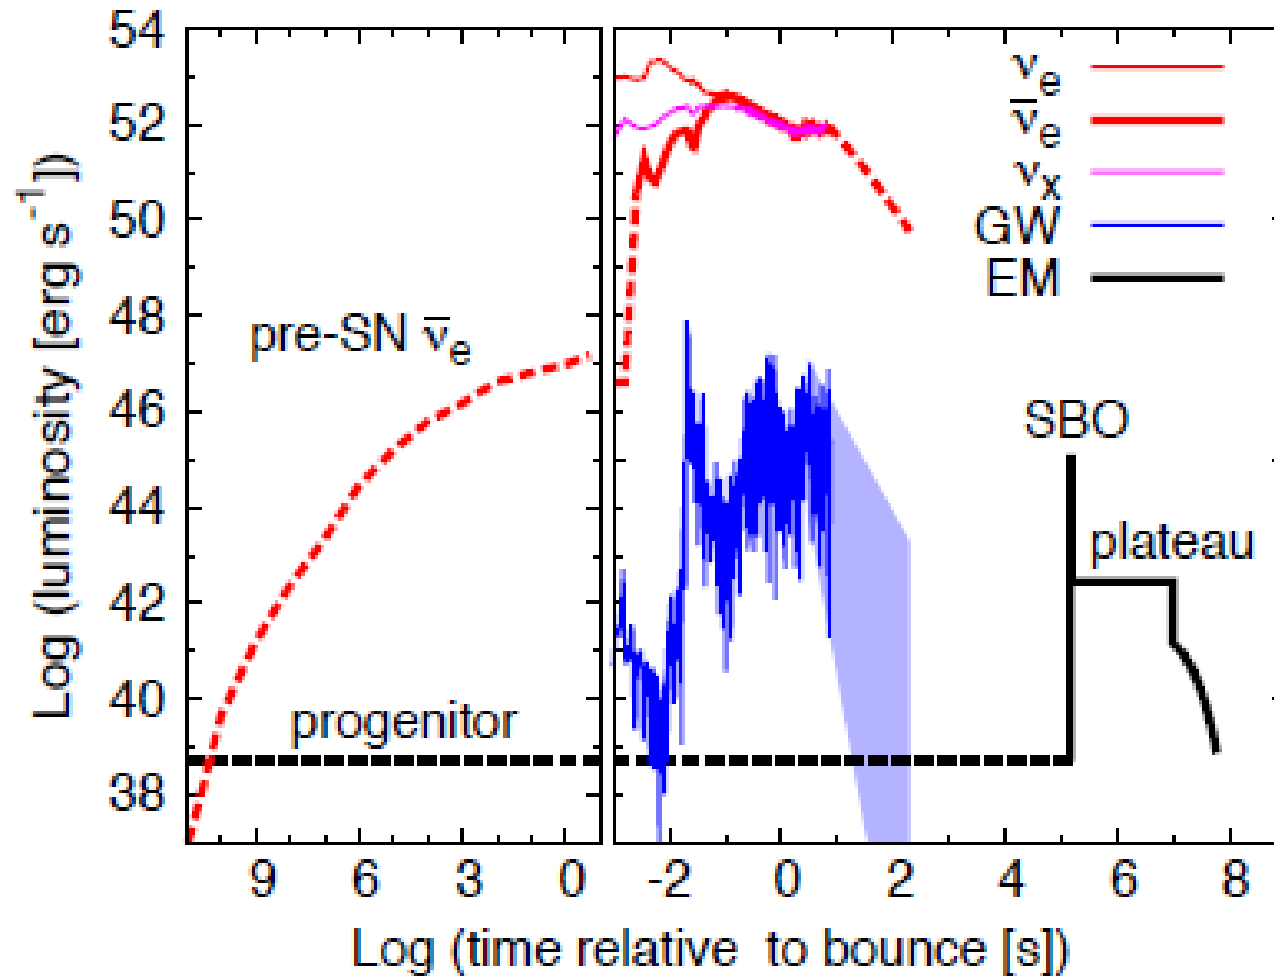 Log (luminosity [erg s⁻¹])
54
52
50
48
46
44
42
40
38
pre-SN ν̄ₑ
progenitor
νₑ
ν̄ₑ
νₓ
GW
EM
SBO
plateau
9 6 3 0 -2 0 2 4 6 8
Log (time relative to bounce [s])